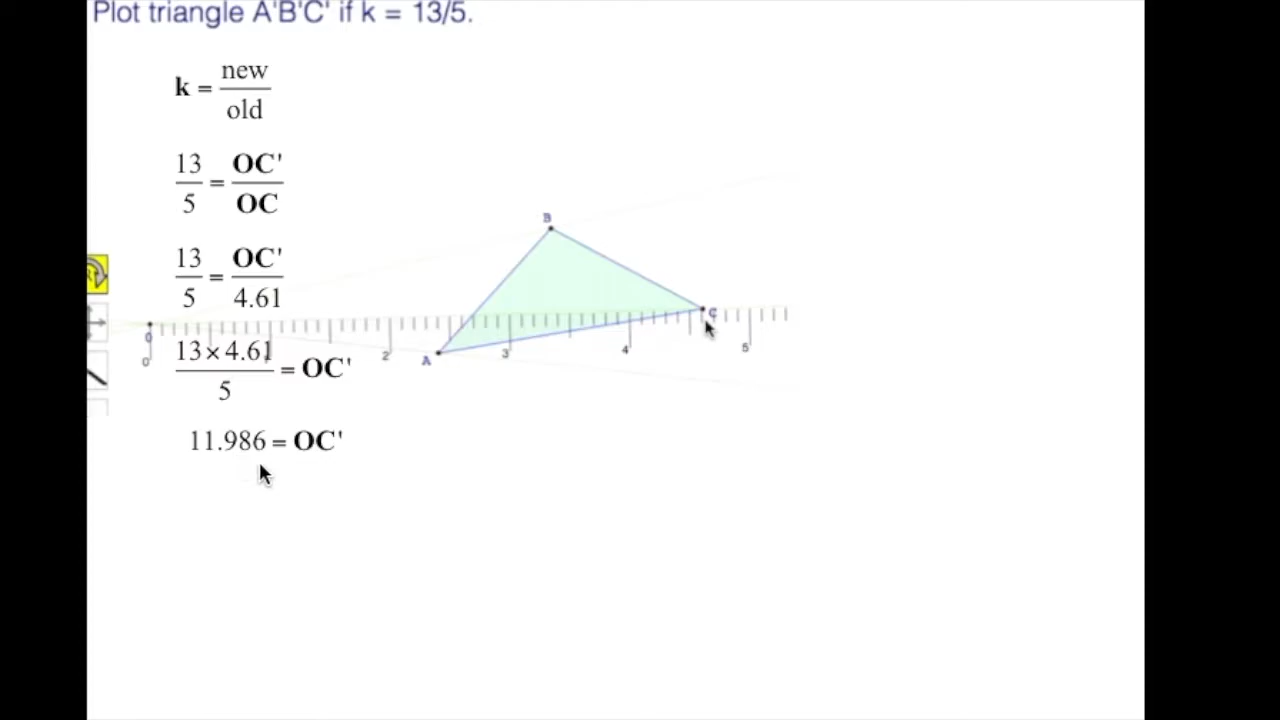 Plot triangle A'B'C' if k = 13/5.
k = new/old
13/5 = OC'/OC
13/5 = OC'/4.61
13×4.61/5 = OC'
11.986 = OC'
B
C
O
A
0 2 3 4 5